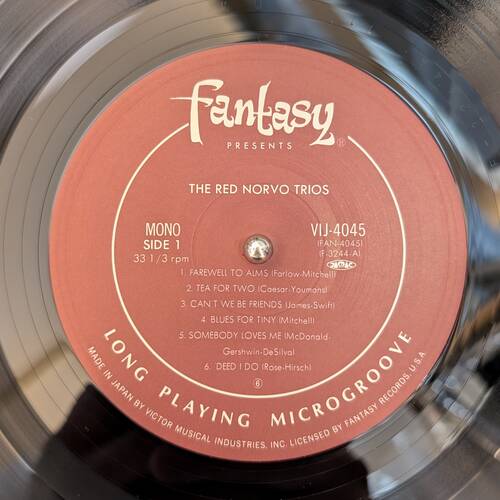 Fantasy
PRESENTS ®
THE RED NORVO TRIOS
MONO
SIDE 1
33 1/3 rpm
VIJ-4045
(FAN-4045)
(F-3244-A)
1. FAREWELL TO ALMS (Farlow-Mitchell)
2. TEA FOR TWO (Caesar-Youmans)
3. CAN'T WE BE FRIENDS (James-Swift)
4. BLUES FOR TINY (Mitchell)
5. SOMEBODY LOVES ME (McDonald-
Gershwin-DeSilva)
6. DEED I DO (Rose-Hirsch)
6
LONG PLAYING MICROGROOVE
MADE IN JAPAN BY VICTOR MUSICAL INDUSTRIES, INC. LICENSED BY FANTASY RECORDS, U.S.A.